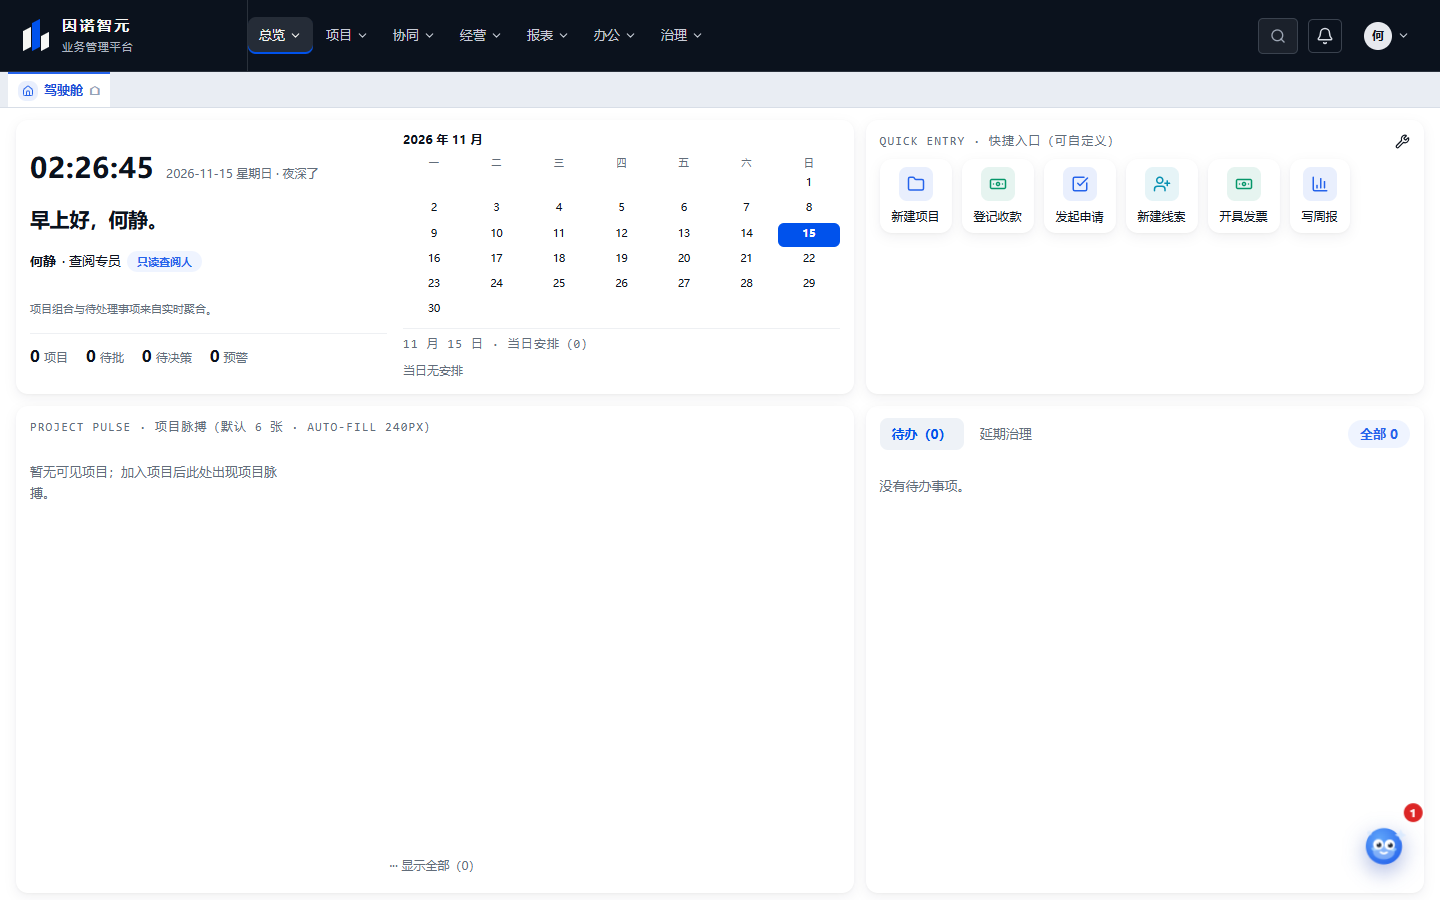 因诺智元
业务管理平台
总览 项目 协同 经营 报表 办公 治理
何
驾驶舱
02:26:45 2026-11-15 星期日 · 夜深了
早上好，何静。
何静 · 查阅专员 只读查阅人
项目组合与待处理事项来自实时聚合。
0 项目 0 待批 0 待决策 0 预警
2026 年 11 月
一 二 三 四 五 六 日
1
2 3 4 5 6 7 8
9 10 11 12 13 14 15
16 17 18 19 20 21 22
23 24 25 26 27 28 29
30
11 月 15 日 · 当日安排 (0)
当日无安排
QUICK ENTRY · 快捷入口 (可自定义)
新建项目 登记收款 发起申请 新建线索 开具发票 写周报
PROJECT PULSE · 项目脉搏 (默认 6 张 · AUTO-FILL 240PX)
暂无可见项目；加入项目后此处出现项目脉
搏。
··· 显示全部（0）
待办（0） 延期治理 全部 0
没有待办事项。
1